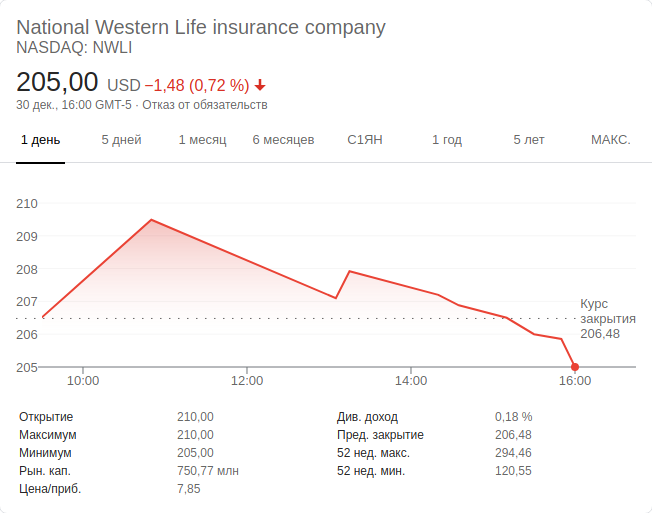 National Western Life insurance company
NASDAQ: NWLI
205,00 USD −1,48 (0,72 %)
30 дек., 16:00 GMT-5 · Отказ от обязательств
1 день 5 дней 1 месяц 6 месяцев С1ЯН 1 год 5 лет МАКС.
210
209
208
207
206
205
Курс
закрытия
206,48
10:00 12:00 14:00 16:00
Открытие 210,00 Див. доход 0,18 %
Максимум 210,00 Пред. закрытие 206,48
Минимум 205,00 52 нед. макс. 294,46
Рын. кап. 750,77 млн 52 нед. мин. 120,55
Цена/приб. 7,85